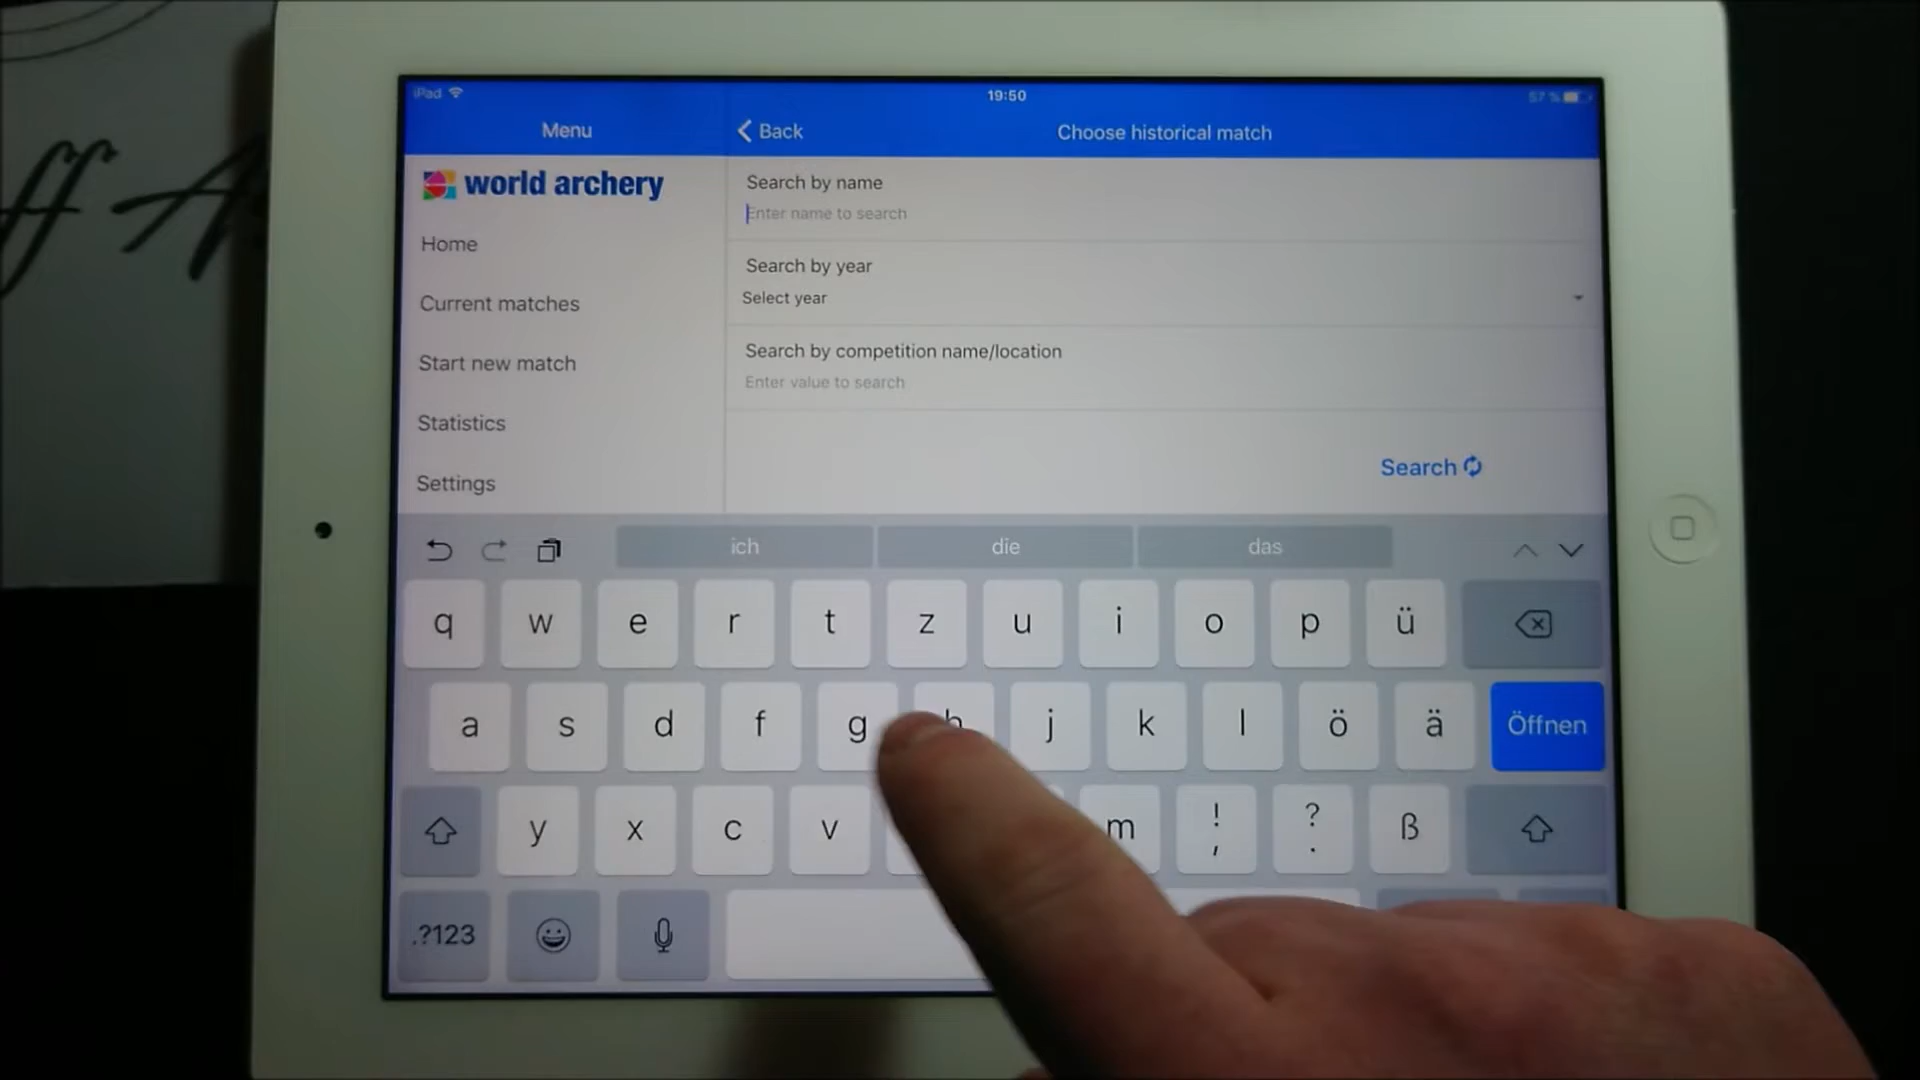 iPad 19:50 57 %
Menu Back Choose historical match
world archery
Home
Current matches
Start new match
Statistics
Settings
Search by name
Enter name to search
Search by year
Select year
Search by competition name/location
Enter value to search
Search
ich die das
q w e r t z u i o p ü
a s d f g h j k l ö ä Öffnen
y x c v m ! , ? . ß
.?123
ff A